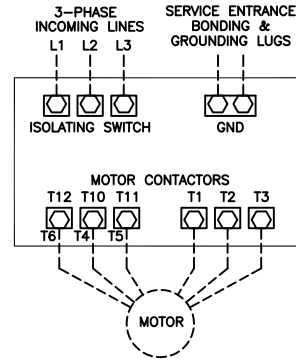 3-PHASE
INCOMING LINES
L1 L2 L3
SERVICE ENTRANCE
BONDING &
GROUNDING LUGS
ISOLATING SWITCH
GND
MOTOR CONTACTORS
T12 T10 T11 T1 T2 T3
T6 T4 T5
MOTOR